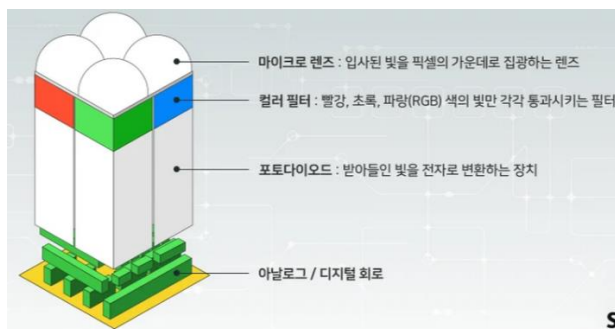 마이크로 렌즈 : 입사된 빛을 픽셀의 가운데로 집광하는 렌즈
컬러 필터 : 빨강, 초록, 파랑(RGB) 색의 빛만 각각 통과시키는 필터
포토다이오드 : 받아들인 빛을 전자로 변환하는 장치
아날로그 / 디지털 회로